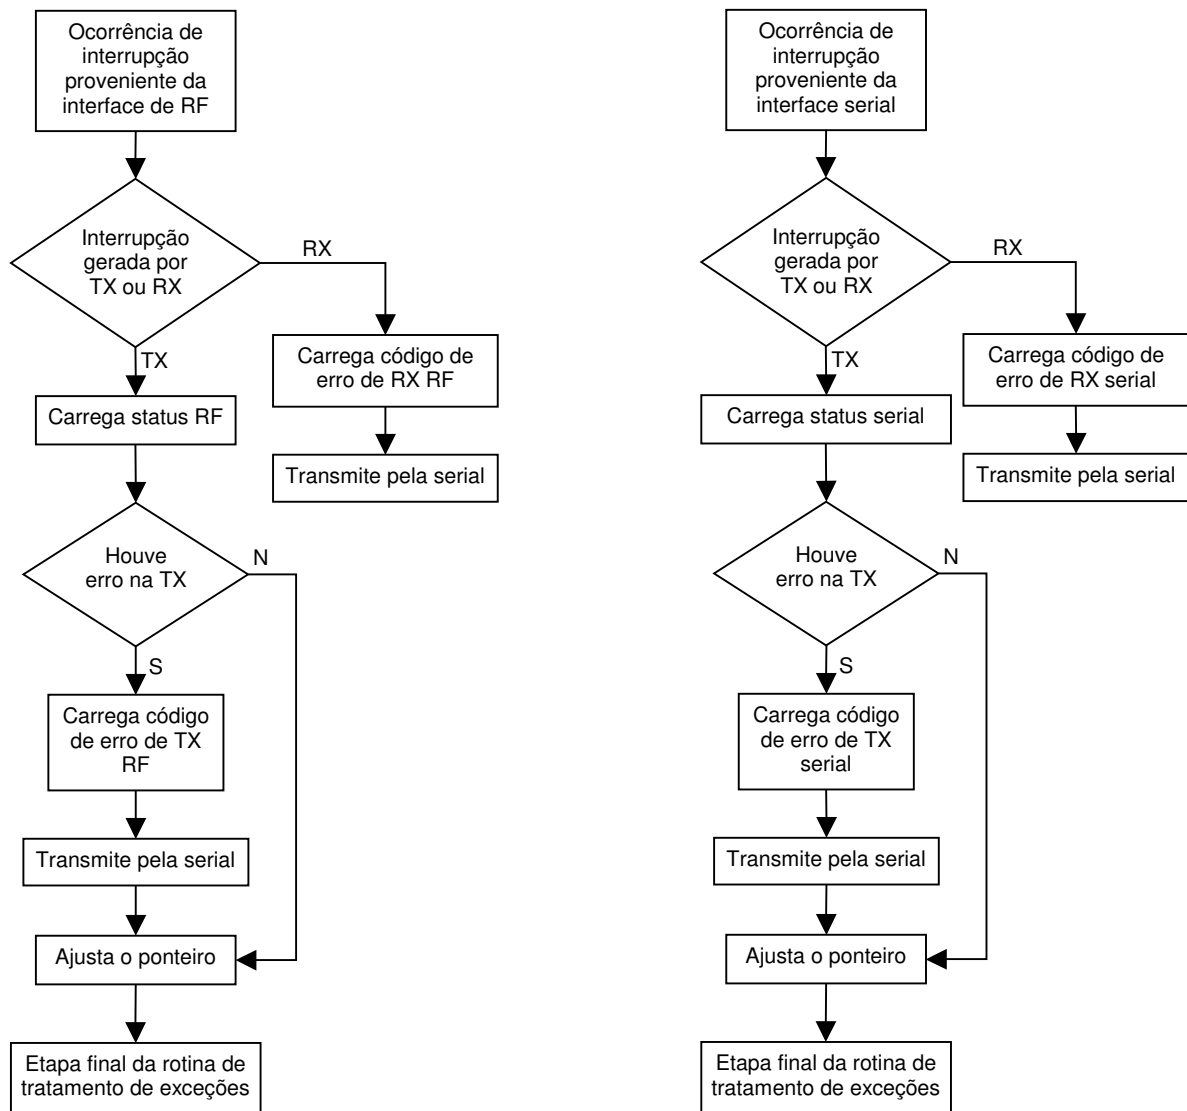 Ocorrência de
interrupção
proveniente da
interface de RF
Interrupção
gerada por
TX ou RX
RX
TX
Carrega código de
erro de RX RF
Carrega status RF
Transmite pela serial
Houve
erro na TX
N
S
Carrega código
de erro de TX
RF
Transmite pela serial
Ajusta o ponteiro
Etapa final da rotina de
tratamento de exceções
Ocorrência de
interrupção
proveniente da
interface serial
Interrupção
gerada por
TX ou RX
RX
TX
Carrega código de
erro de RX serial
Carrega status serial
Transmite pela serial
Houve
erro na TX
N
S
Carrega código
de erro de TX
serial
Transmite pela serial
Ajusta o ponteiro
Etapa final da rotina de
tratamento de exceções